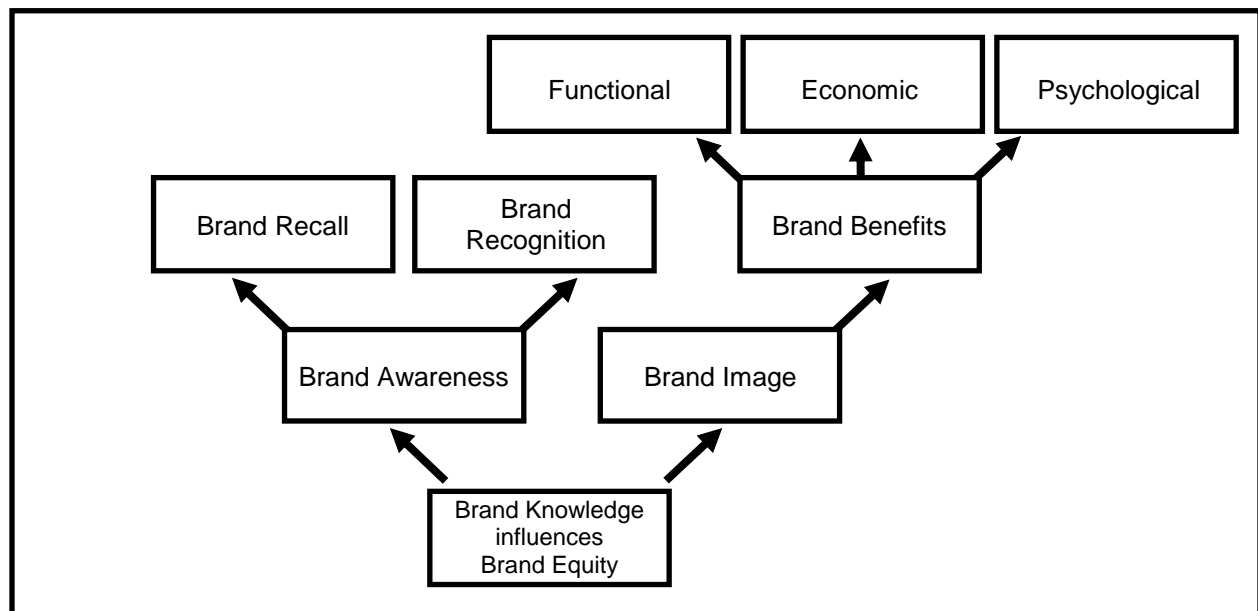 Functional
Economic
Psychological
Brand Recall
Brand
Recognition
Brand Benefits
Brand Awareness
Brand Image
Brand Knowledge
influences
Brand Equity